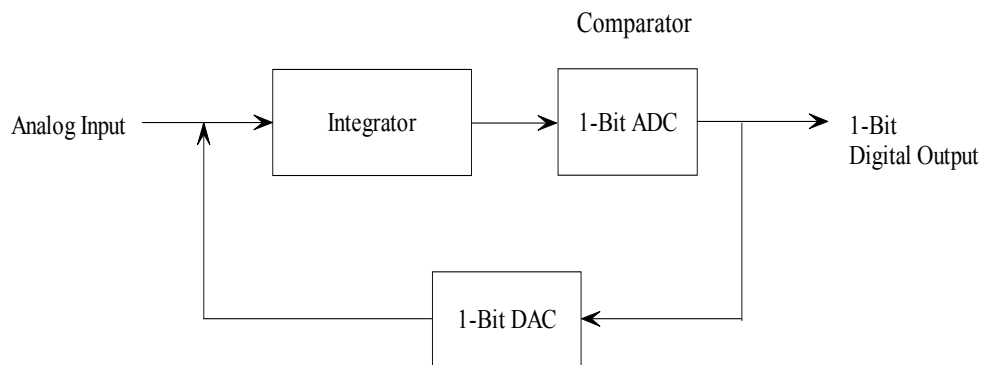 Comparator
Analog Input
Integrator
1-Bit ADC
1-Bit
Digital Output
1-Bit DAC